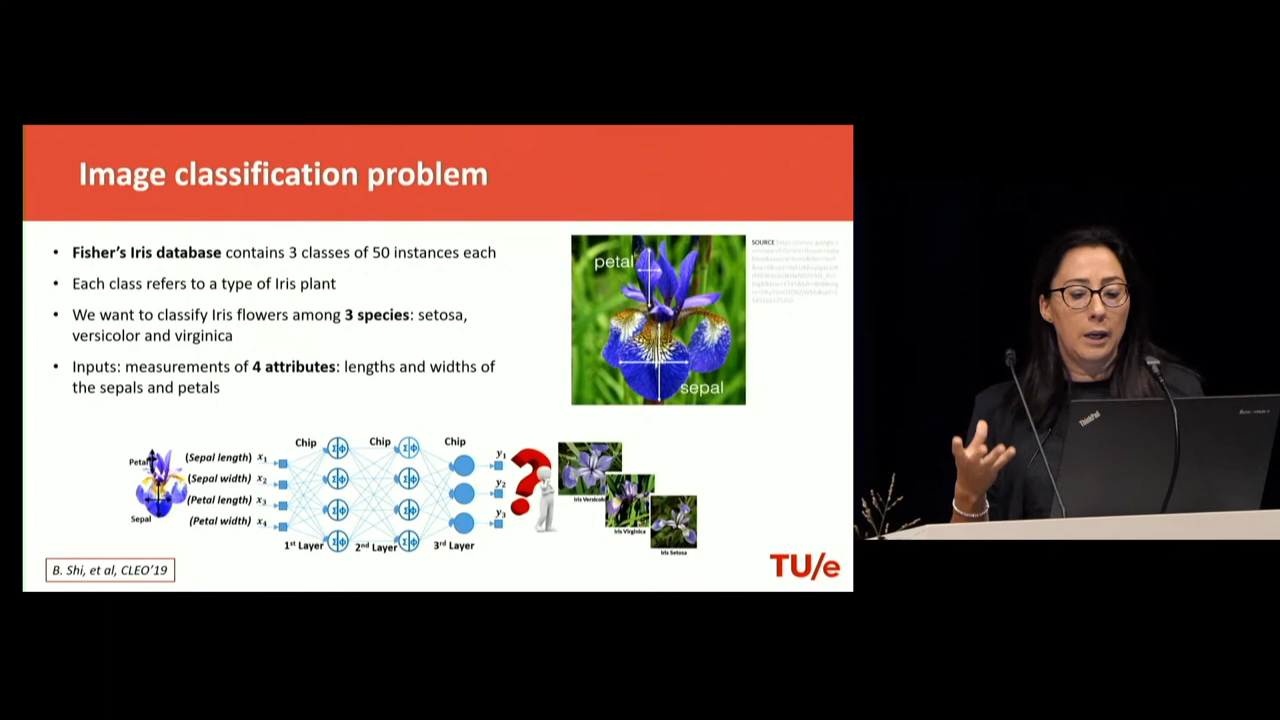 Image classification problem
• Fisher's Iris database contains 3 classes of 50 instances each
• Each class refers to a type of Iris plant
• We want to classify Iris flowers among 3 species: setosa,
versicolor and virginica
• Inputs: measurements of 4 attributes: lengths and widths of
the sepals and petals
petal
sepal
SOURCE
Petal
Sepal
(Sepal length) x1
(Sepal width) x2
(Petal length) x3
(Petal width) x4
Chip
Chip
Chip
Σ Φ
Σ Φ
Σ Φ
Σ Φ
Σ Φ
Σ Φ
Σ Φ
Σ Φ
1st Layer
2nd Layer
3rd Layer
y1
y2
y3
?
Iris Versicolor
Iris Virginica
Iris Setosa
B. Shi, et al, CLEO'19
TU/e
ThinkPad